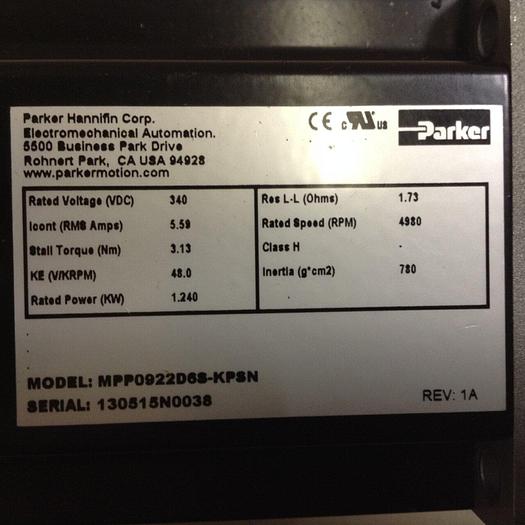 Parker Hannifin Corp.
Electromechanical Automation.
5500 Business Park Drive
Rohnert Park, CA USA 94928
www.parkermotion.com
CE c UL us Parker
Rated Voltage (VDC) 340
Icont (RMS Amps) 5.59
Stall Torque (Nm) 3.13
KE (V/KRPM) 48.0
Rated Power (KW) 1.240
Res L-L (Ohms) 1.73
Rated Speed (RPM) 4980
Class H -
Inertia (g*cm2) 780
MODEL: MPP0922D6S-KPSN
SERIAL: 130515N0038
REV: 1A